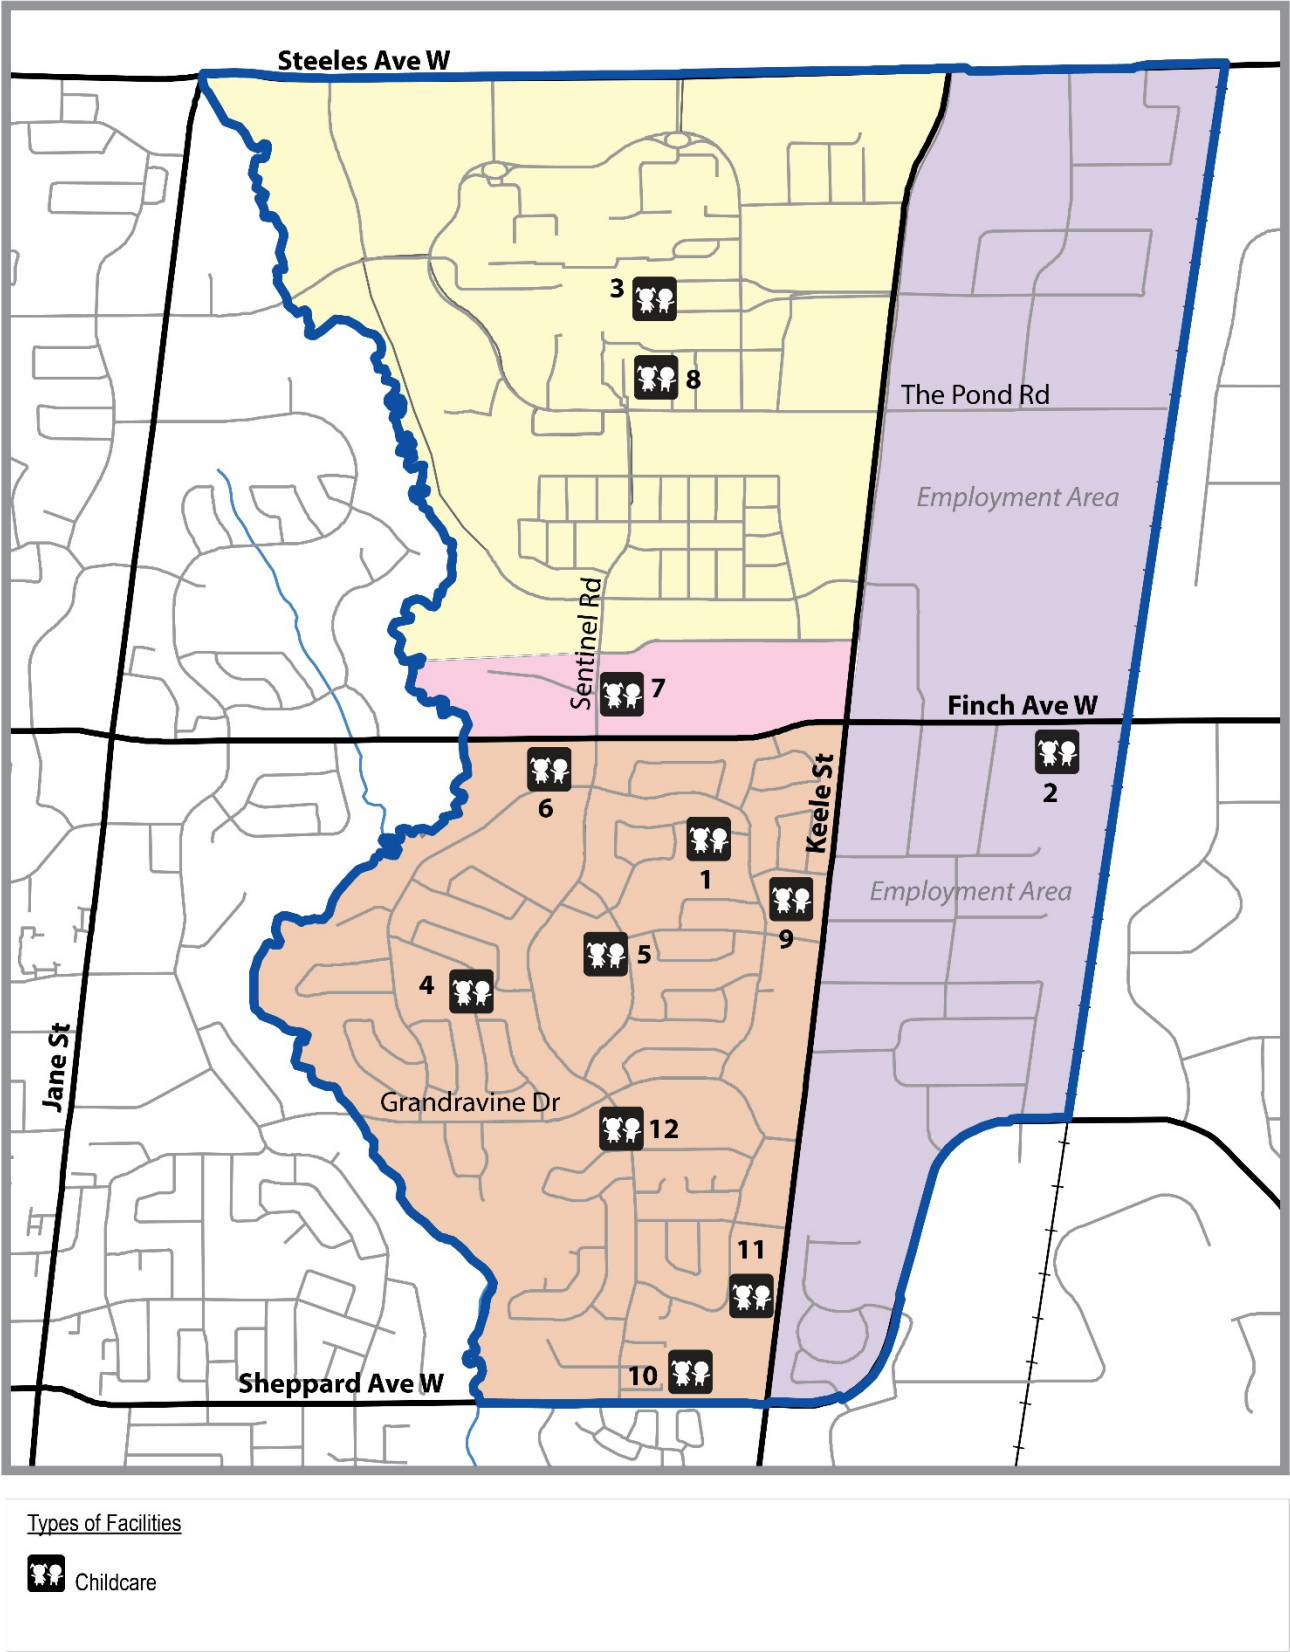 Steeles Ave W
3
8
The Pond Rd
Employment Area
Sentinel Rd
7
Finch Ave W
Keele St
6
2
1
Employment Area
9
5
4
Jane St
Grandravine Dr
12
11
10
Sheppard Ave W
Types of Facilities
Childcare